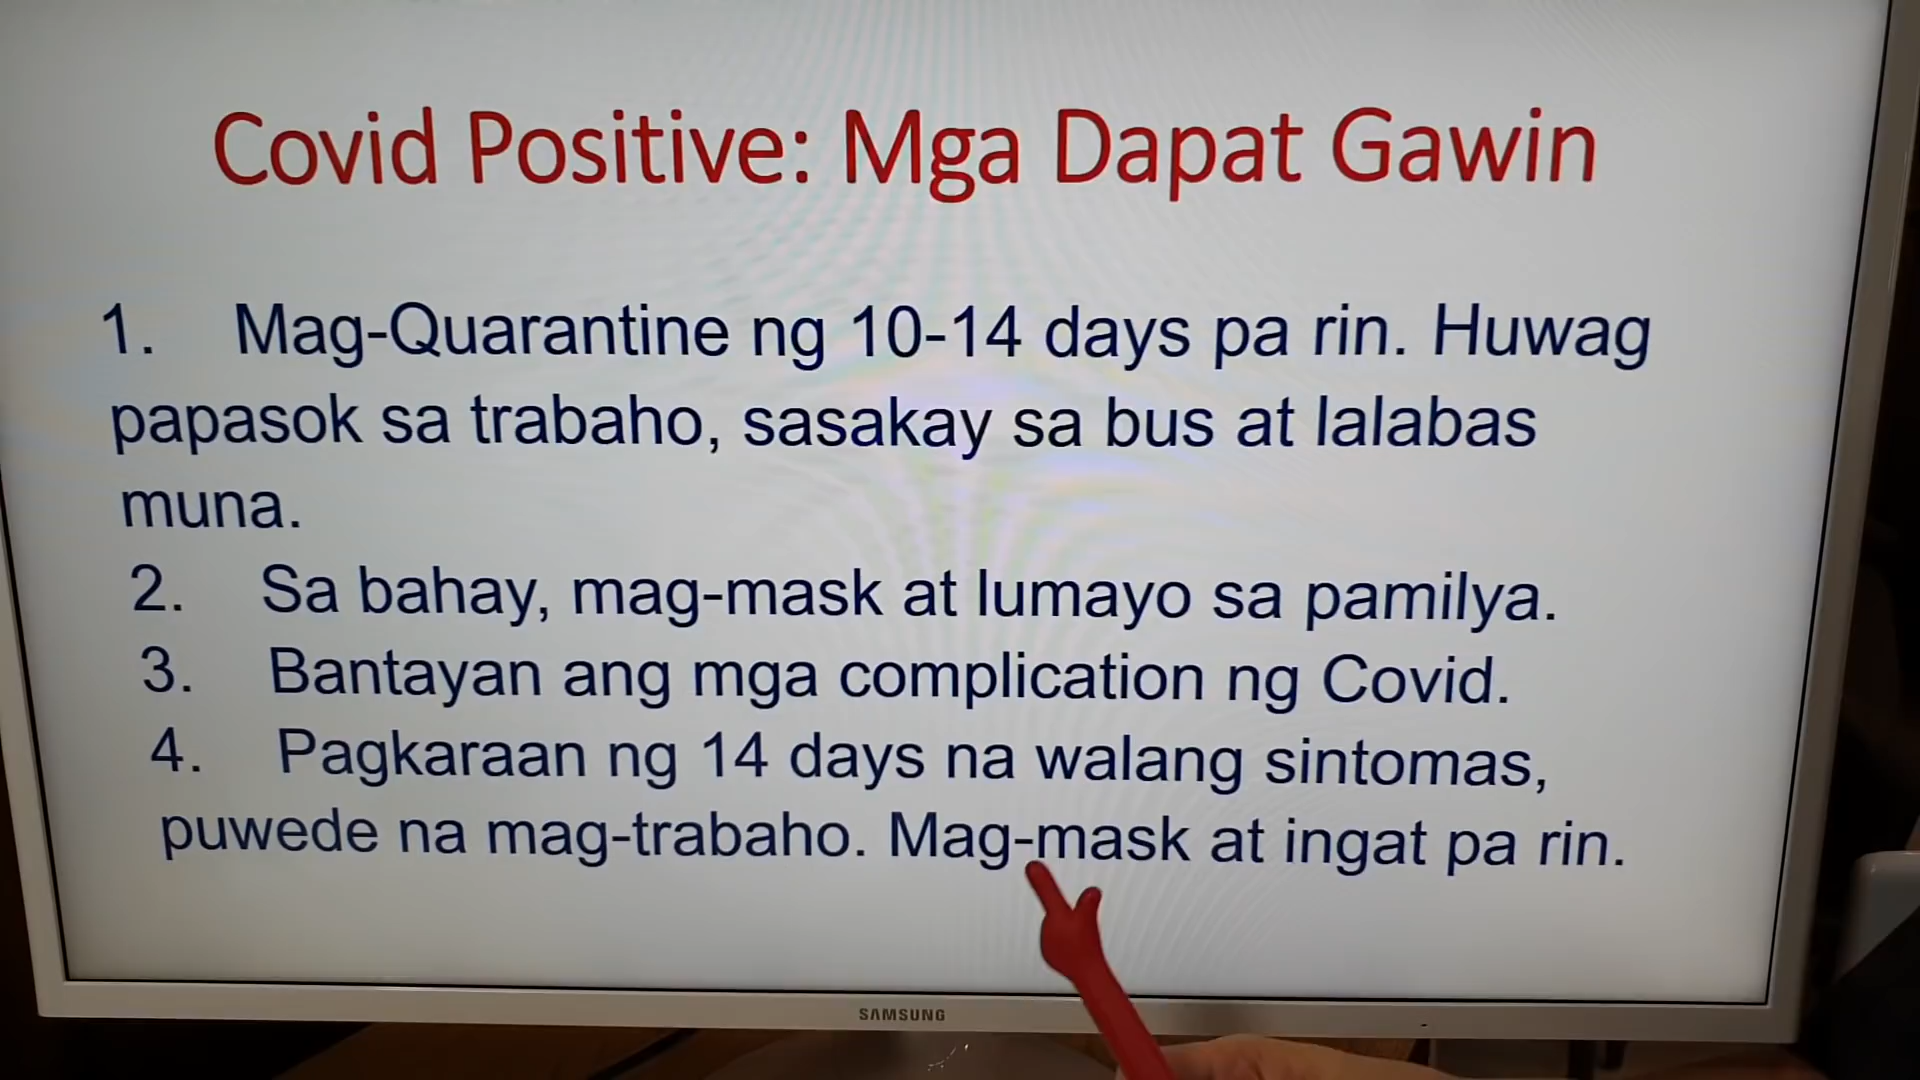 Covid Positive: Mga Dapat Gawin
1. Mag-Quarantine ng 10-14 days pa rin. Huwag
papasok sa trabaho, sasakay sa bus at lalabas
muna.
2. Sa bahay, mag-mask at lumayo sa pamilya.
3. Bantayan ang mga complication ng Covid.
4. Pagkaraan ng 14 days na walang sintomas,
puwede na mag-trabaho. Mag-mask at ingat pa rin.
SAMSUNG